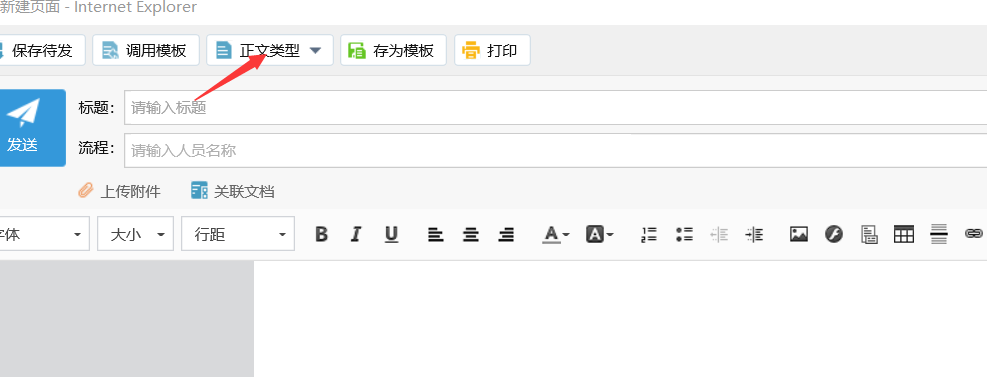 新建页面 - Internet Explorer
保存待发 调用模板 正文类型 存为模板 打印
标题： 请输入标题
发送
流程： 请输入人员名称
上传附件 关联文档
字体 大小 行距 B I U A A